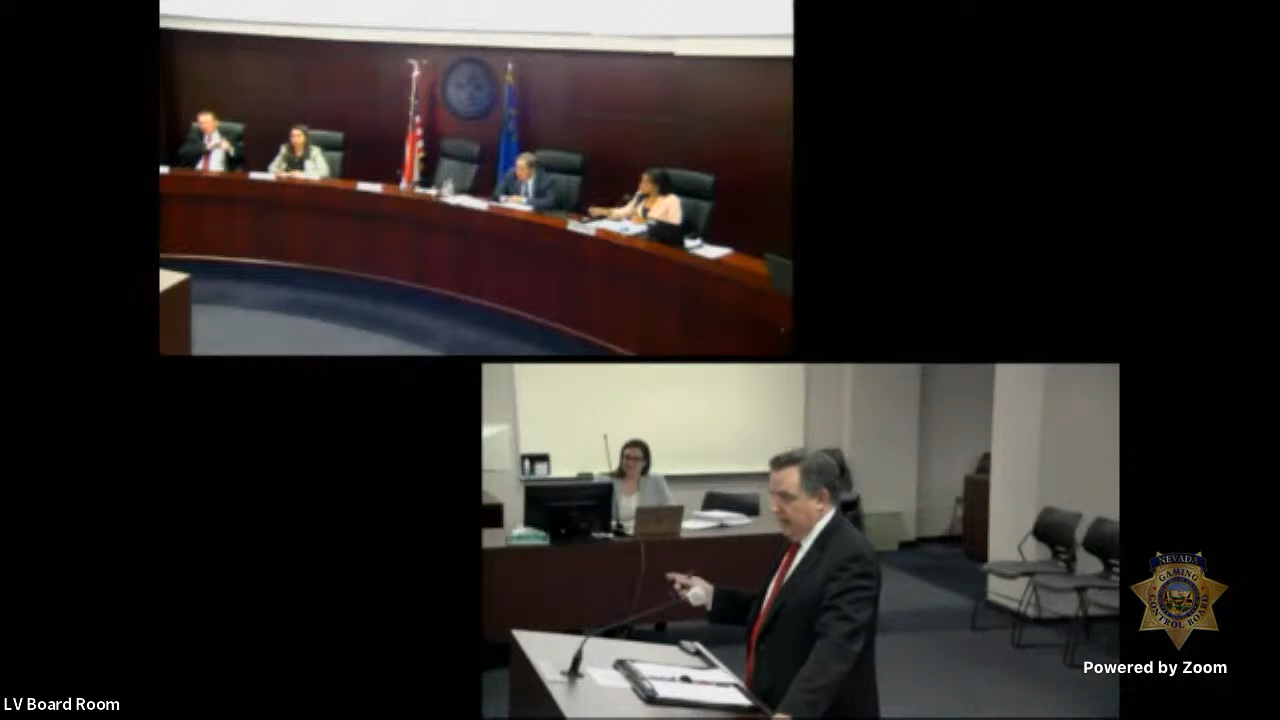 NEVADA
GAMING
CONTROL BOARD
Powered by Zoom
LV Board Room